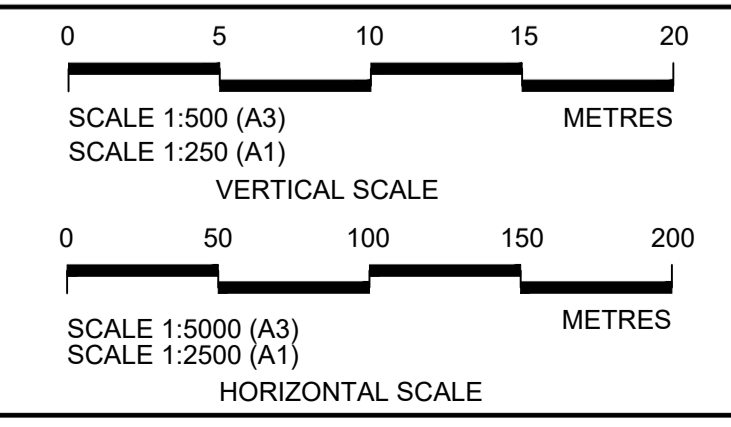 0 5 10 15 20
SCALE 1:500 (A3) METRES
SCALE 1:250 (A1)
VERTICAL SCALE
0 50 100 150 200
SCALE 1:5000 (A3) METRES
SCALE 1:2500 (A1)
HORIZONTAL SCALE